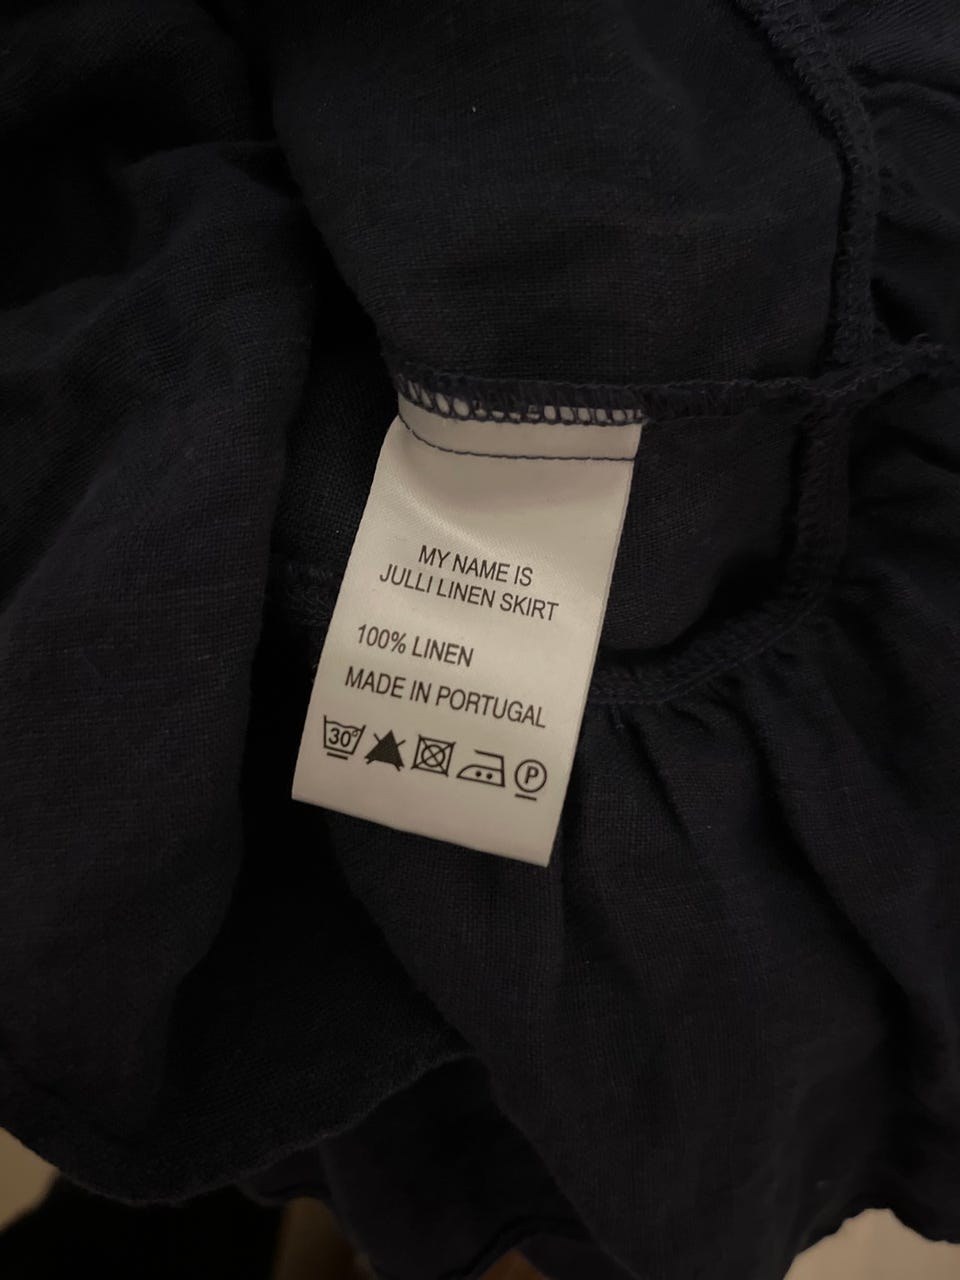 MY NAME IS
JULLI LINEN SKIRT
100% LINEN
MADE IN PORTUGAL
30° P